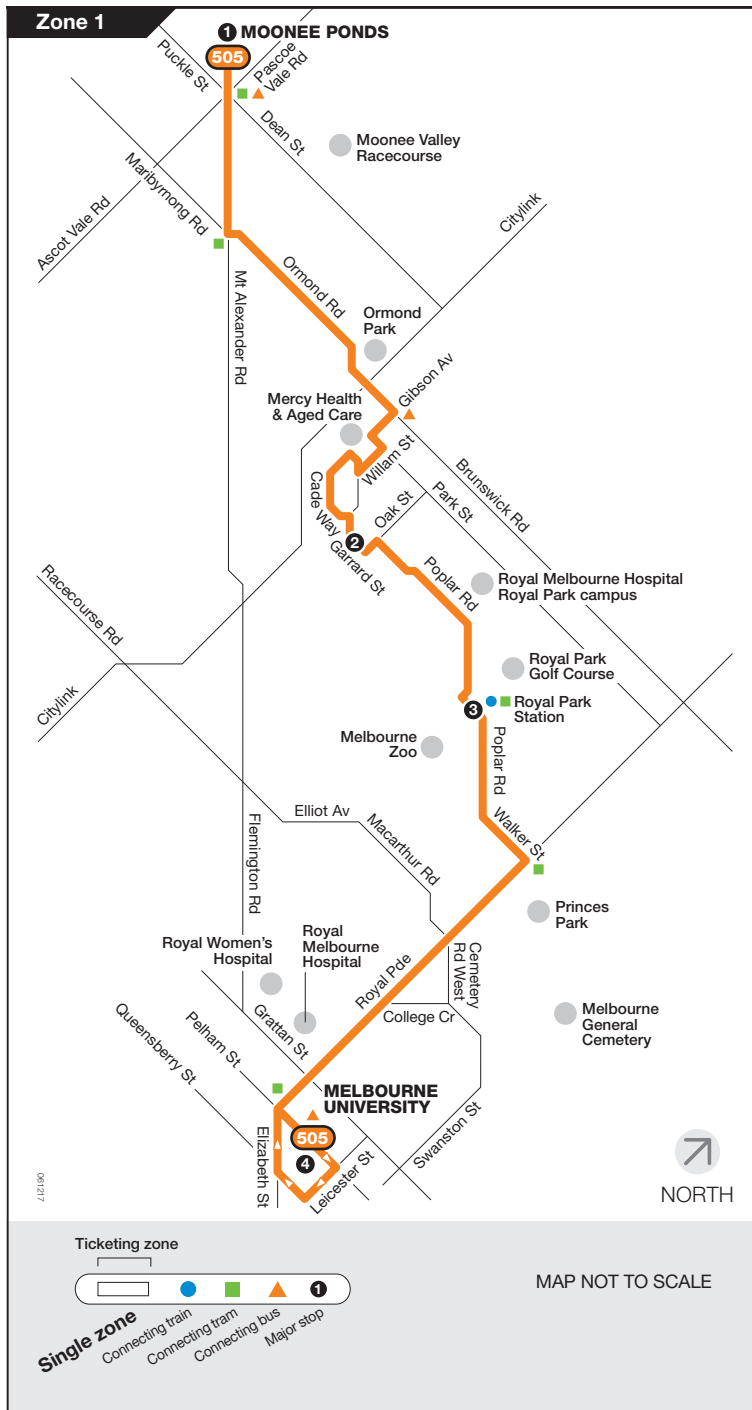 Zone 1
1 MOONEE PONDS
505
Puckle St
Pascoe
Vale Rd
Dean St
Moonee Valley
Racecourse
Maribyrnong Rd
Ascot Vale Rd
Citylink
Ormond Rd
Mt Alexander Rd
Ormond
Park
Gibson Av
Mercy Health
& Aged Care
Willam St
Brunswick Rd
Cade Way
Oak St
Park St
2
Garrard St
Racecourse Rd
Poplar Rd
Royal Melbourne Hospital
Royal Park campus
Royal Park
Golf Course
Citylink
3
Royal Park
Station
Melbourne
Zoo
Poplar Rd
Elliot Av
Walker St
Macarthur Rd
Flemington Rd
Princes
Park
Royal Women's
Hospital
Royal
Melbourne
Hospital
Royal Pde
Cemetery
Rd West
College Cr
Melbourne
General
Cemetery
Grattan St
Pelham St
Queensberry St
MELBOURNE
UNIVERSITY
505
4
Elizabeth St
Leicester St
Swanston St
NORTH
061217
Ticketing zone
1
Single zone
Connecting train
Connecting tram
Connecting bus
Major stop
MAP NOT TO SCALE